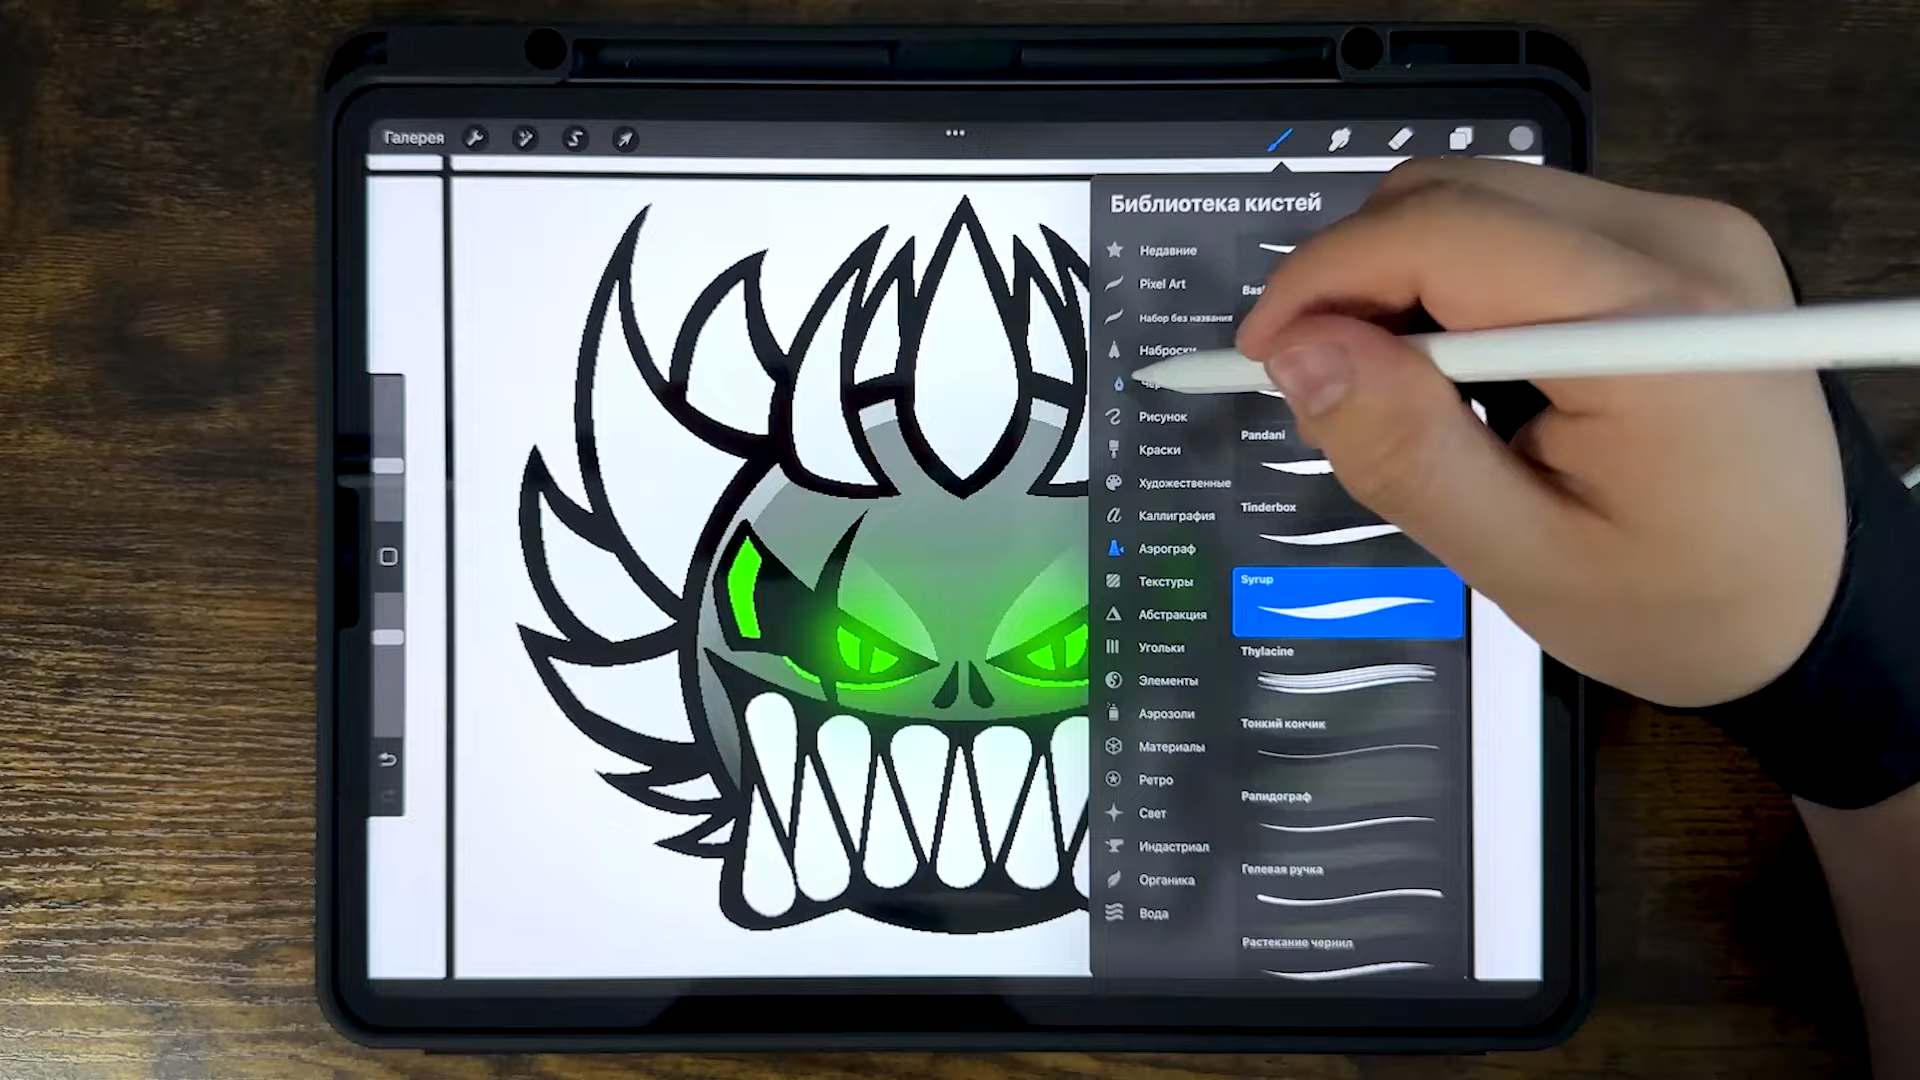 Галерея
Библиотека кистей
Недавние
Pixel Art
Набор без названия
Наброски
Рисунок
Краски
Художественные
Каллиграфия
Аэрограф
Текстуры
Абстракция
Угольки
Элементы
Аэрозоли
Материалы
Ретро
Свет
Индастриал
Органика
Вода
Pandani
Tinderbox
Syrup
Thylacine
Тонкий кончик
Рапидограф
Гелевая ручка
Растекание чернил